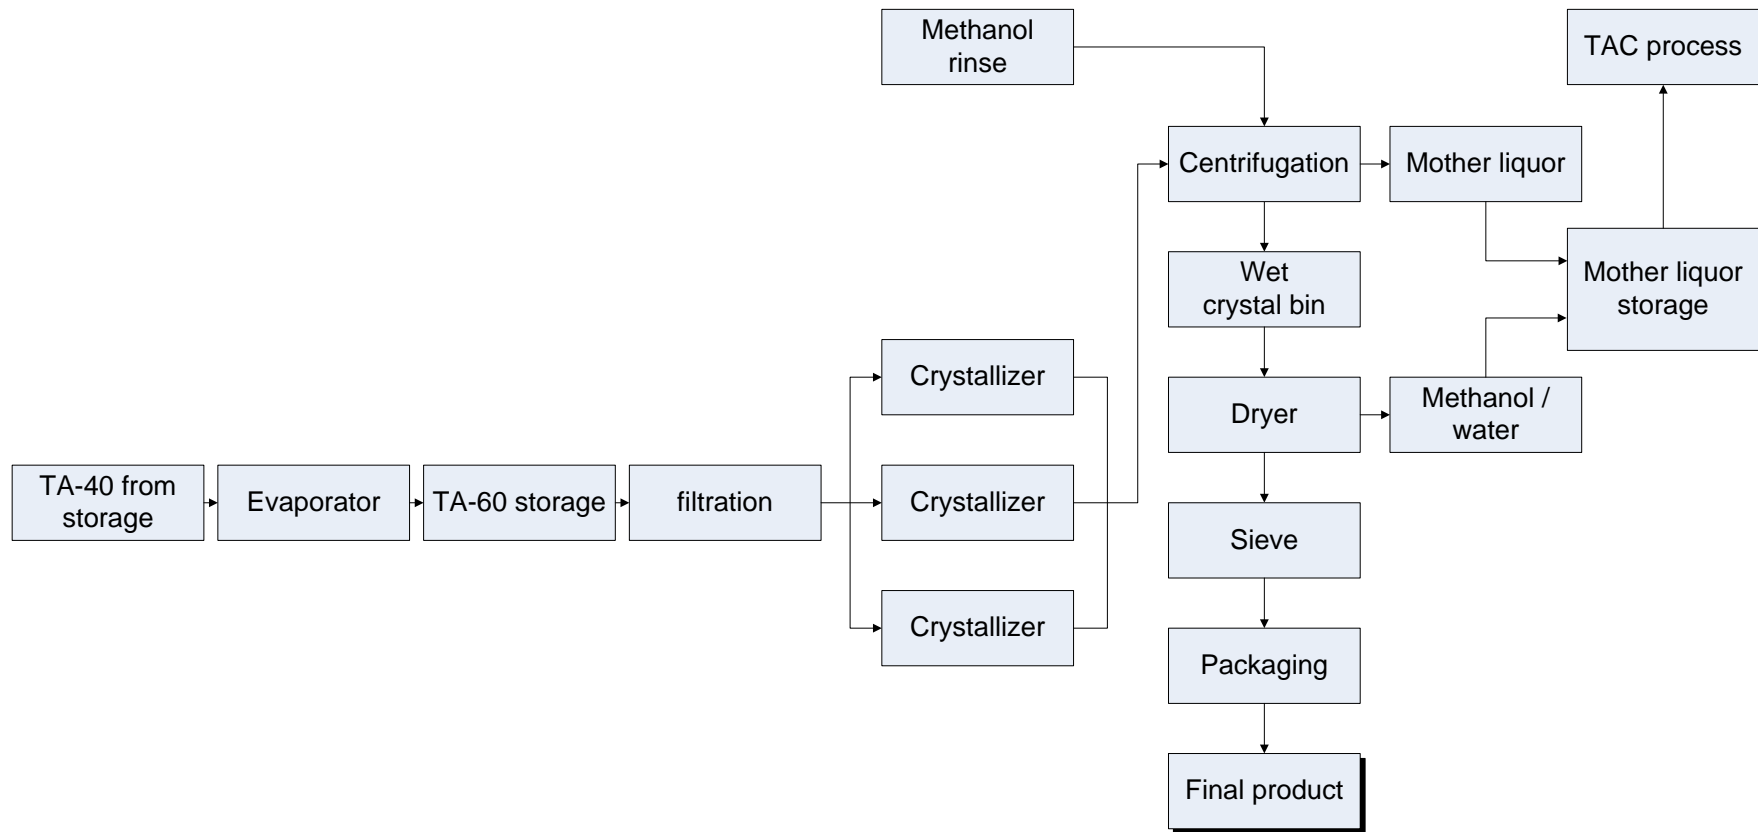 Methanol
rinse
TAC process
Centrifugation
Mother liquor
Wet
crystal bin
Mother liquor
storage
Crystallizer
Dryer
Methanol /
water
TA-40 from
storage
Evaporator
TA-60 storage
filtration
Crystallizer
Sieve
Crystallizer
Packaging
Final product